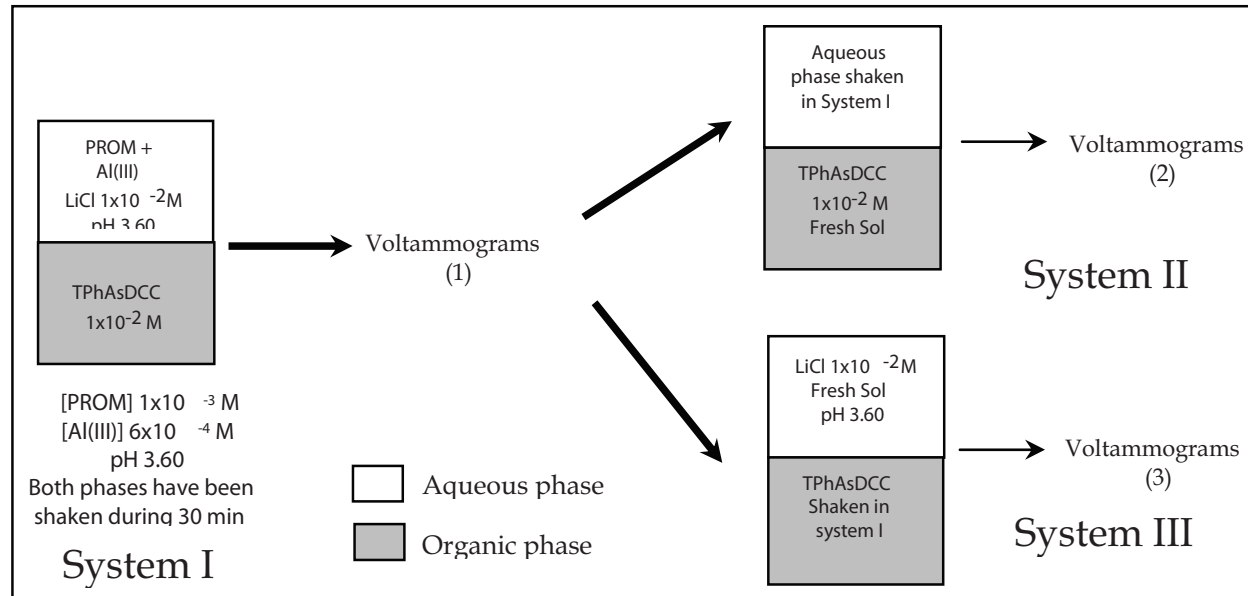 PROM +
Al(III)
LiCl 1x10 -2M
pH 3.60
TPhAsDCC
1x10-2 M
[PROM] 1x10 -3 M
[Al(III)] 6x10 -4 M
pH 3.60
Both phases have been
shaken during 30 min
System I
Voltammograms
(1)
Aqueous phase
Organic phase
Aqueous
phase shaken
in System I
TPhAsDCC
1x10-2 M
Fresh Sol
Voltammograms
(2)
System II
LiCl 1x10 -2M
Fresh Sol
pH 3.60
TPhAsDCC
Shaken in
system I
Voltammograms
(3)
System III